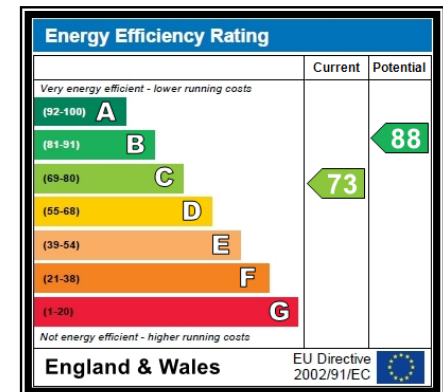 Energy Efficiency Rating
Current Potential
Very energy efficient - lower running costs
(92-100) A
(81-91) B
88
(69-80) C
73
(55-68) D
(39-54) E
(21-38) F
(1-20) G
Not energy efficient - higher running costs
England & Wales
EU Directive
2002/91/EC